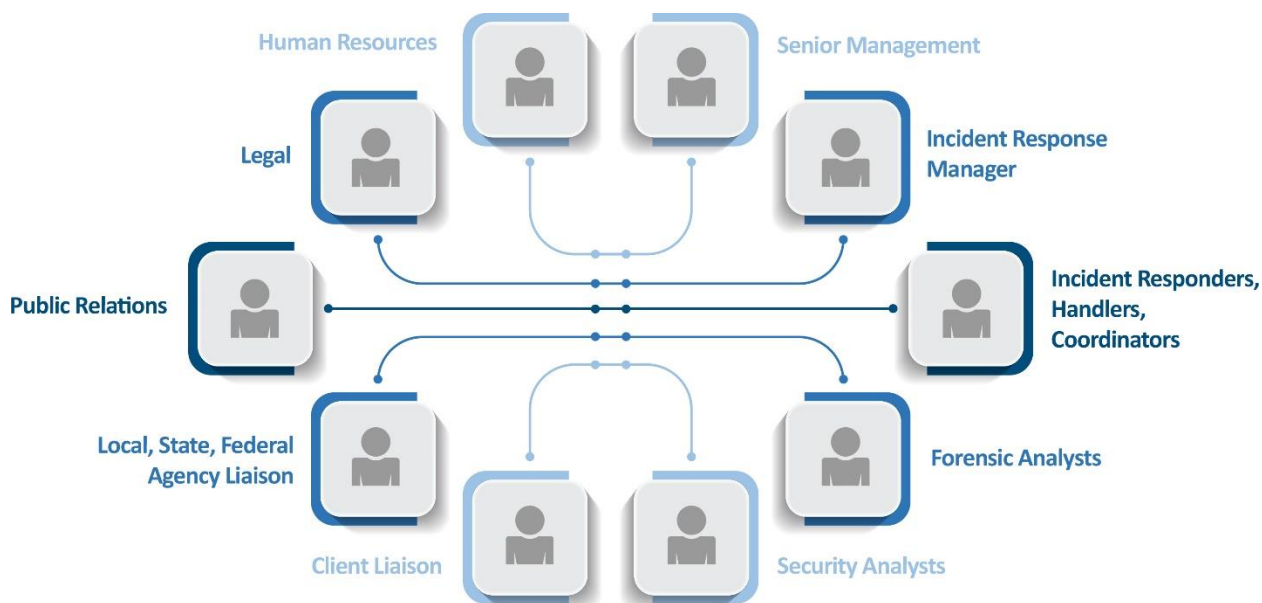 Human Resources
Senior Management
Legal
Incident Response
Manager
Public Relations
Incident Responders,
Handlers,
Coordinators
Local, State, Federal
Agency Liaison
Forensic Analysts
Client Liaison
Security Analysts